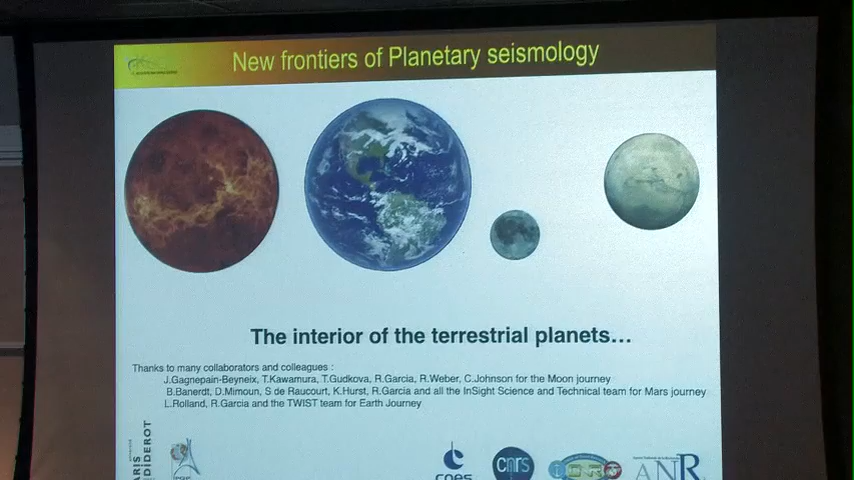 New frontiers of Planetary seismology
The interior of the terrestrial planets…
Thanks to many collaborators and colleagues :
J.Gagnepain-Beyneix, T.Kawamura, T.Gudkova, R.Garcia, R.Weber, C.Johnson for the Moon journey
B.Banerdt, D.Mimoun, S de Raucourt, K.Hurst, R.Garcia and all the InSight Science and Technical team for Mars journey
L.Rolland, R.Garcia and the TWIST team for Earth Journey
ARIS
DIDEROT
cnes
cnrs
ANR